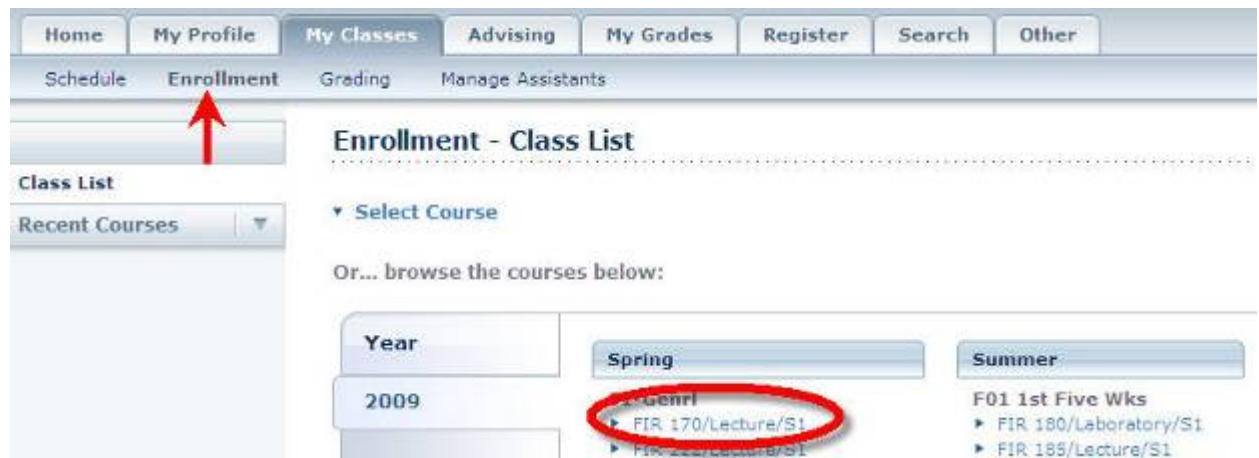 Home My Profile My Classes Advising My Grades Register Search Other
Schedule Enrollment Grading Manage Assistants
Enrollment - Class List
Class List
Select Course
Recent Courses
Or... browse the courses below:
Year
Spring Summer
2009
Genrl F01 1st Five Wks
FIR 170/Lecture/S1 FIR 180/Laboratory/S1
FIR 185/Lecture/S1